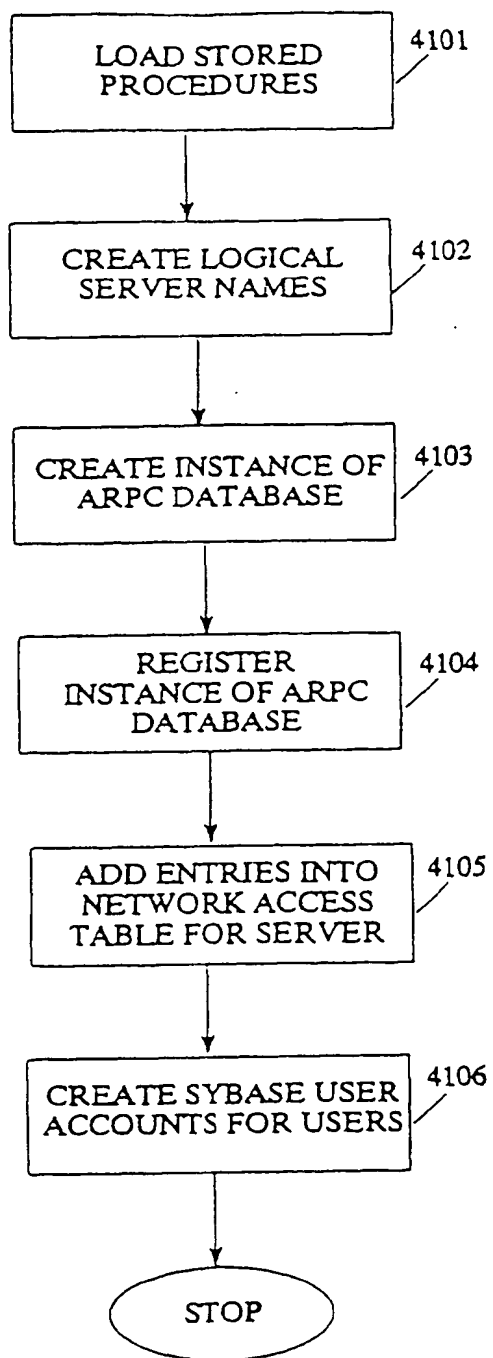 4101
LOAD STORED
PROCEDURES
4102
CREATE LOGICAL
SERVER NAMES
4103
CREATE INSTANCE OF
ARPC DATABASE
4104
REGISTER
INSTANCE OF ARPC
DATABASE
4105
ADD ENTRIES INTO
NETWORK ACCESS
TABLE FOR SERVER
4106
CREATE SYBASE USER
ACCOUNTS FOR USERS
STOP